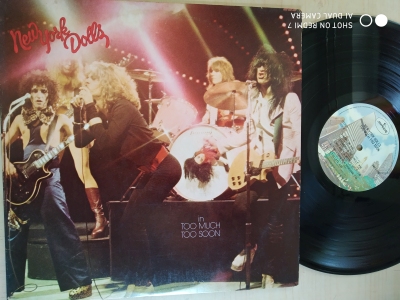 New York Dolls
in
TOO MUCH
TOO SOON
SHOT ON REDMI 7
AI DUAL CAMERA